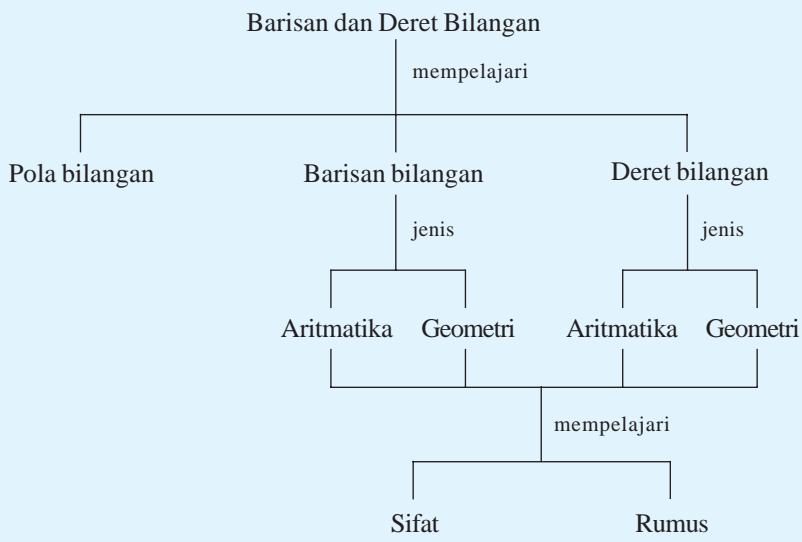 Barisan dan Deret Bilangan
mempelajari
Pola bilangan Barisan bilangan Deret bilangan
jenis jenis
Aritmatika Geometri Aritmatika Geometri
mempelajari
Sifat Rumus